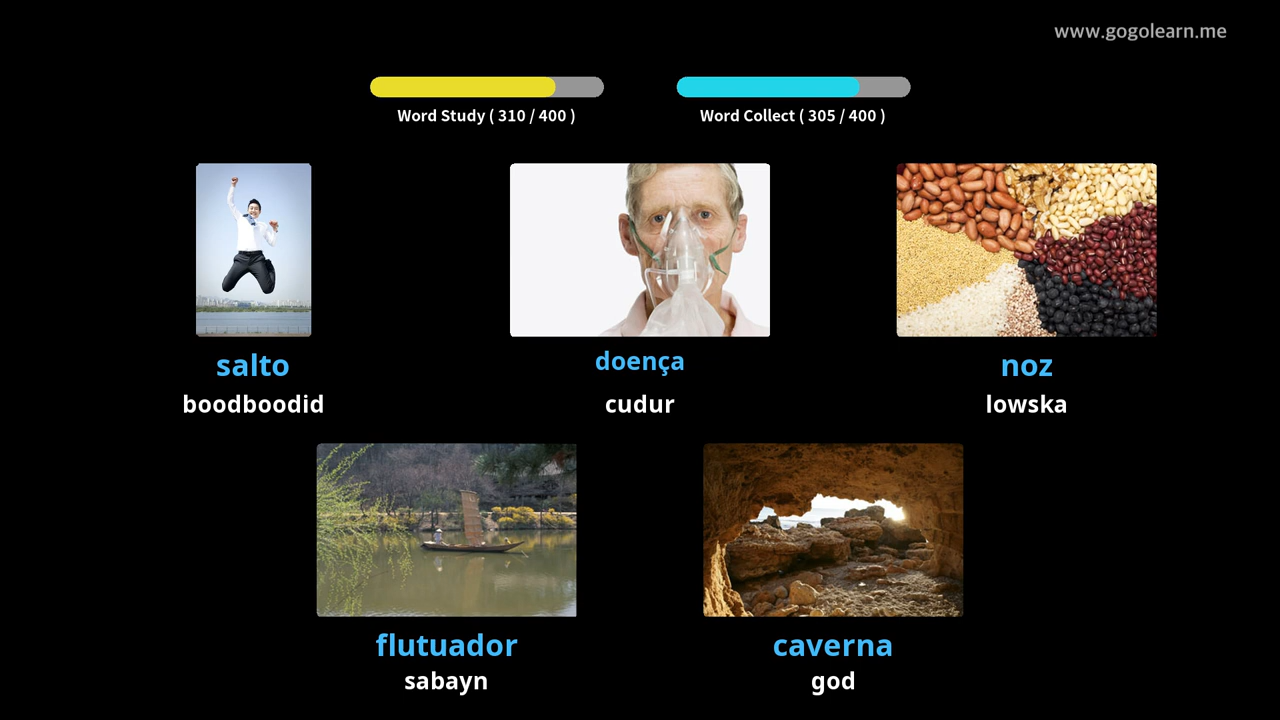 www.gogolearn.me
Word Study ( 310 / 400 )
Word Collect ( 305 / 400 )
salto
boodboodid
doença
cudur
noz
lowska
flutuador
sabayn
caverna
god